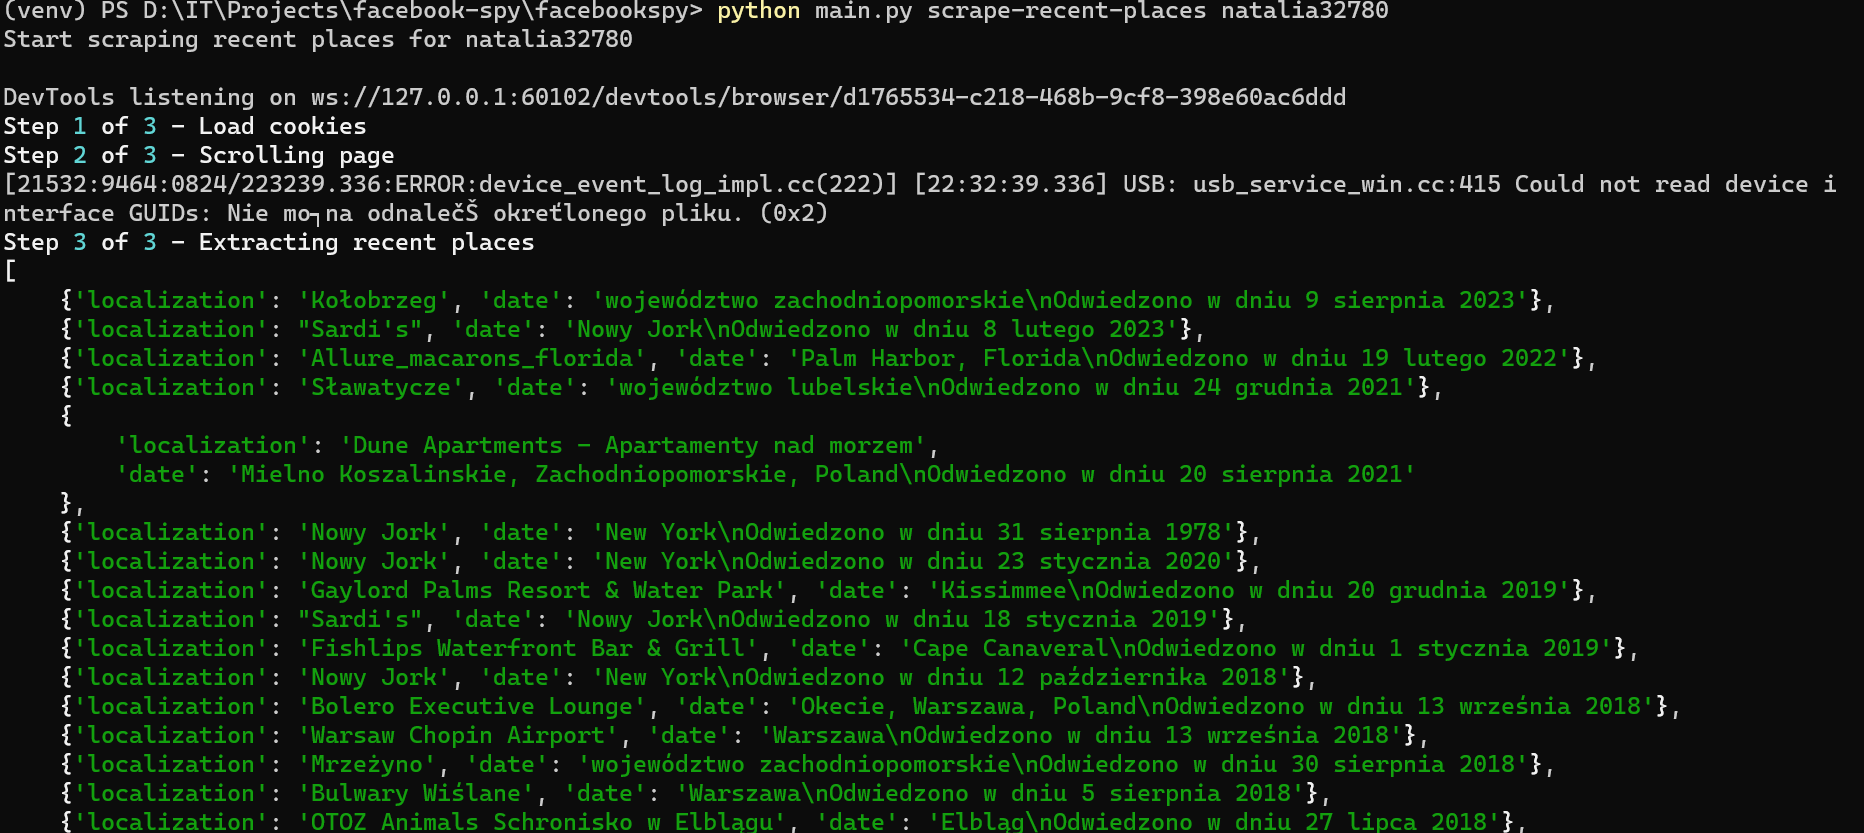 (venv) PS D:\IT\Projects\facebook-spy\facebookspy> python main.py scrape-recent-places natalia32780
Start scraping recent places for natalia32780
DevTools listening on ws://127.0.0.1:60102/devtools/browser/d1765534-c218-468b-9cf8-398e60ac6ddd
Step 1 of 3 - Load cookies
Step 2 of 3 - Scrolling page
[21532:9464:0824/223239.336:ERROR:device_event_log_impl.cc(222)] [22:32:39.336] USB: usb_service_win.cc:415 Could not read device i
nterface GUIDs: Nie mo┐na odnalečŠ okreťlonego pliku. (0x2)
Step 3 of 3 - Extracting recent places
[
    {'localization': 'Kołobrzeg', 'date': 'województwo zachodniopomorskie\nOdwiedzono w dniu 9 sierpnia 2023'},
    {'localization': "Sardi's", 'date': 'Nowy Jork\nOdwiedzono w dniu 8 lutego 2023'},
    {'localization': 'Allure_macarons_florida', 'date': 'Palm Harbor, Florida\nOdwiedzono w dniu 19 lutego 2022'},
    {'localization': 'Sławatycze', 'date': 'województwo lubelskie\nOdwiedzono w dniu 24 grudnia 2021'},
    {
        'localization': 'Dune Apartments - Apartamenty nad morzem',
        'date': 'Mielno Koszalinskie, Zachodniopomorskie, Poland\nOdwiedzono w dniu 20 sierpnia 2021'
    },
    {'localization': 'Nowy Jork', 'date': 'New York\nOdwiedzono w dniu 31 sierpnia 1978'},
    {'localization': 'Nowy Jork', 'date': 'New York\nOdwiedzono w dniu 23 stycznia 2020'},
    {'localization': 'Gaylord Palms Resort & Water Park', 'date': 'Kissimmee\nOdwiedzono w dniu 20 grudnia 2019'},
    {'localization': "Sardi's", 'date': 'Nowy Jork\nOdwiedzono w dniu 18 stycznia 2019'},
    {'localization': 'Fishlips Waterfront Bar & Grill', 'date': 'Cape Canaveral\nOdwiedzono w dniu 1 stycznia 2019'},
    {'localization': 'Nowy Jork', 'date': 'New York\nOdwiedzono w dniu 12 października 2018'},
    {'localization': 'Bolero Executive Lounge', 'date': 'Okecie, Warszawa, Poland\nOdwiedzono w dniu 13 września 2018'},
    {'localization': 'Warsaw Chopin Airport', 'date': 'Warszawa\nOdwiedzono w dniu 13 września 2018'},
    {'localization': 'Mrzeżyno', 'date': 'województwo zachodniopomorskie\nOdwiedzono w dniu 30 sierpnia 2018'},
    {'localization': 'Bulwary Wiślane', 'date': 'Warszawa\nOdwiedzono w dniu 5 sierpnia 2018'},
    {'localization': 'OTOZ Animals Schronisko w Elblągu', 'date': 'Elbląg\nOdwiedzono w dniu 27 lipca 2018'},